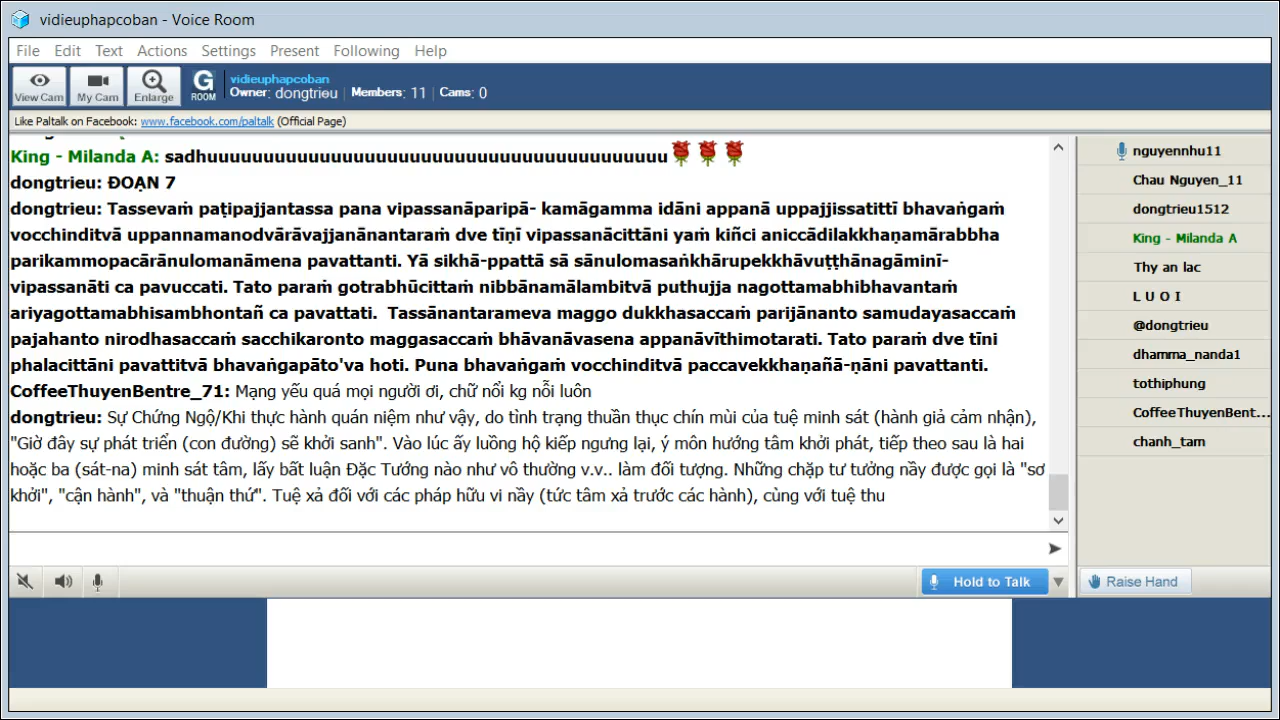 vidieuphapcoban - Voice Room
File Edit Text Actions Settings Present Following Help
View Cam My Cam Enlarge G ROOM vidieuphapcoban
Owner: dongtrieu | Members: 11 | Cams: 0
Like Paltalk on Facebook: www.facebook.com/paltalk (Official Page)
King - Milanda A: sadhuuuuuuuuuuuuuuuuuuuuuuuuuuuuuuuuuuuuuuuuu
dongtrieu: ĐOẠN 7
dongtrieu: Tassevaṁ paṭipajjantassa pana vipassanāparipā- kamāgamma idāni appanā uppajjissatittī bhavaṅgaṁ
vocchinditvā uppannamanodvārāvajjanānantaraṁ dve tīṇī vipassanācittāni yaṁ kiñci aniccādilakkhaṇamārabbha
parikammopacārānulomanāmena pavattanti. Yā sikhā-ppattā sā sānulomasaṅkhārupekkhāvuṭṭhānagāminī-
vipassanāti ca pavuccati. Tato paraṁ gotrabhūcittaṁ nibbānamālambitvā puthujja nagottamabhibhavantaṁ
ariyagottamabhisambhontañ ca pavattati. Tassānantarameva maggo dukkhasaccaṁ parijānanto samudayasaccaṁ
pajahanto nirodhasaccaṁ sacchikaronto maggasaccaṁ bhāvanāvasena appanāvīthimotarati. Tato paraṁ dve tīni
phalacittāni pavattitvā bhavaṅgapāto'va hoti. Puna bhavaṅgaṁ vocchinditvā paccavekkhaṇañā-ṇāni pavattanti.
CoffeeThuyenBentre_71: Mạng yếu quá mọi người ơi, chữ nổi kg nỗi luôn
dongtrieu: Sự Chứng Ngộ/Khi thực hành quán niệm như vậy, do tình trạng thuần thục chín mùi của tuệ minh sát (hành giả cảm nhận),
"Giờ đây sự phát triển (con đường) sẽ khởi sanh". Vào lúc ấy luồng hộ kiếp ngưng lại, ý môn hướng tâm khởi phát, tiếp theo sau là hai
hoặc ba (sát-na) minh sát tâm, lấy bất luận Đặc Tướng nào như vô thường v.v.. làm đối tượng. Những chặp tư tưởng nầy được gọi là "sơ
khởi", "cận hành", và "thuận thứ". Tuệ xả đối với các pháp hữu vi nầy (tức tâm xả trước các hành), cùng với tuệ thu
nguyennhu11
Chau Nguyen_11
dongtrieu1512
King - Milanda A
Thy an lac
L U O I
@dongtrieu
dhamma_nanda1
tothiphung
CoffeeThuyenBent...
chanh_tam
Hold to Talk
Raise Hand